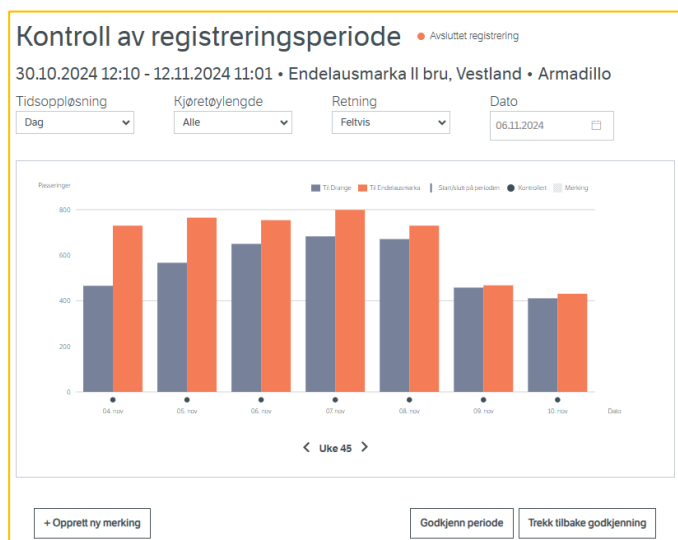 Kontroll av registreringsperiode
Avsluttet registrering
30.10.2024 12:10 - 12.11.2024 11:01 • Endelausmarka II bru, Vestland • Armadillo
Tidsoppløsning Kjøretøylengde Retning Dato
Dag Alle Feltvis 06.11.2024
Passeringer
Til Drange Til Endelausmarka Start/slutt på perioden Kontrollert Merking
800
600
400
200
0
04. nov 05. nov 06. nov 07. nov 08. nov 09. nov 10. nov Dato
< Uke 45 >
+ Opprett ny merking Godkjenn periode Trekk tilbake godkjenning